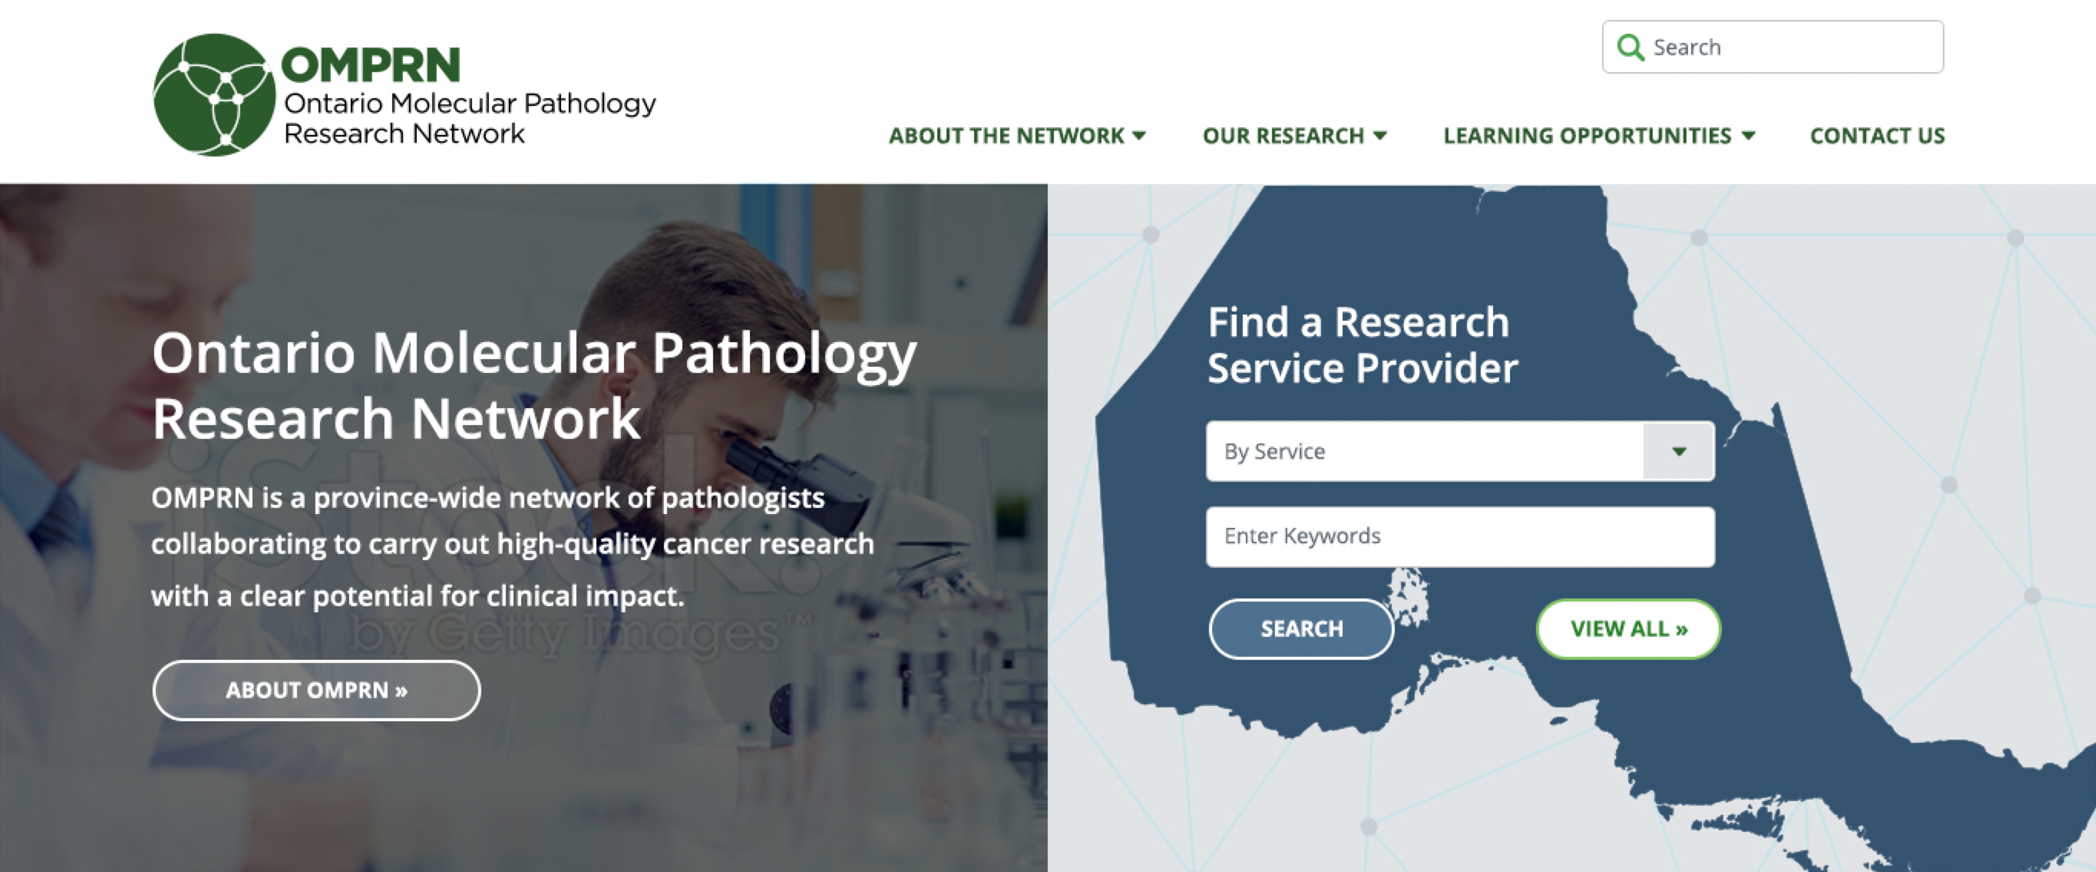 OMPRN
Ontario Molecular Pathology
Research Network
Search
ABOUT THE NETWORK
OUR RESEARCH
LEARNING OPPORTUNITIES
CONTACT US
Ontario Molecular Pathology
Research Network
OMPRN is a province-wide network of pathologists
collaborating to carry out high-quality cancer research
with a clear potential for clinical impact.
iStock.
by Getty Images™
ABOUT OMPRN »
Find a Research
Service Provider
By Service
Enter Keywords
SEARCH
VIEW ALL »